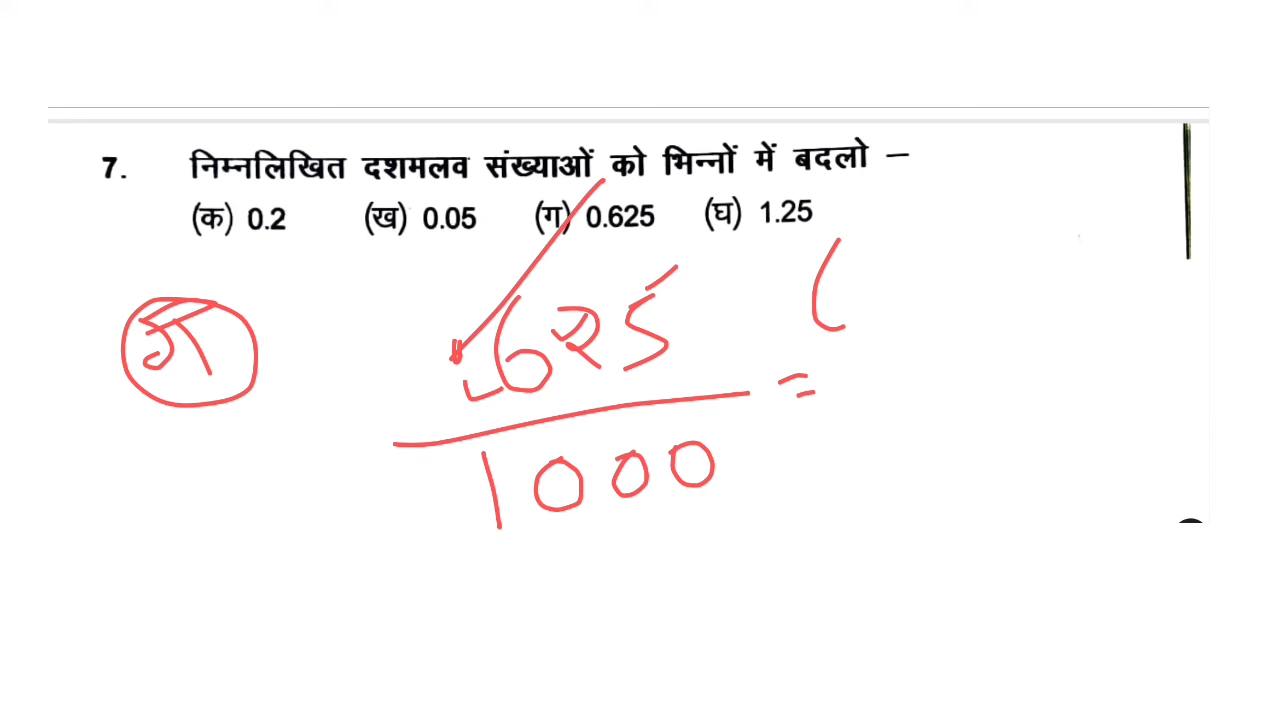 7. निम्नलिखित दशमलव संख्याओं को भिन्नों में बदलो –
(क) 0.2 (ख) 0.05 (ग) 0.625 (घ) 1.25
ग
625
1000 =